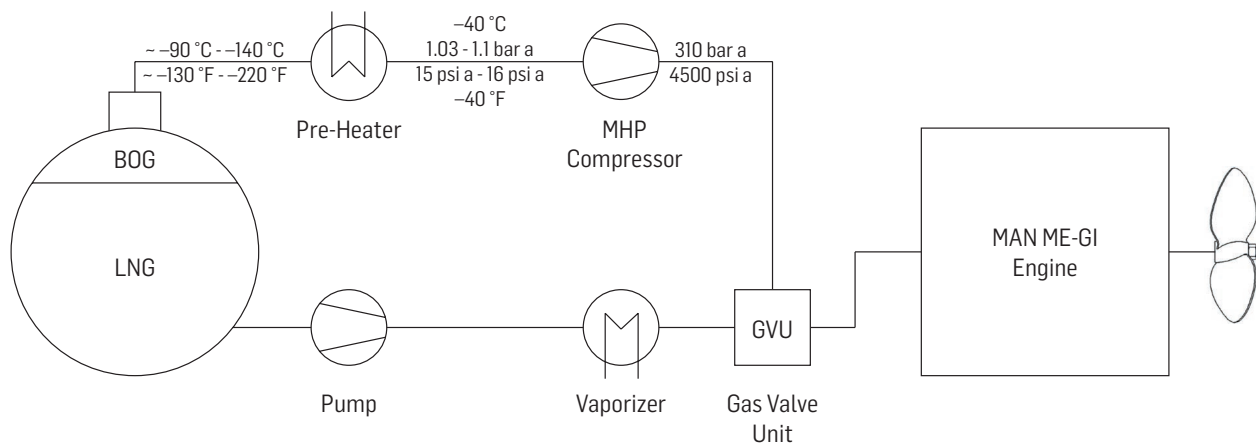 ~ –90 °C - –140 °C
~ –130 °F - –220 °F
–40 °C
1.03 - 1.1 bar a
15 psi a - 16 psi a
–40 °F
310 bar a
4500 psi a
Pre-Heater
MHP
Compressor
BOG
LNG
MAN ME-GI
Engine
GVU
Pump
Vaporizer
Gas Valve
Unit